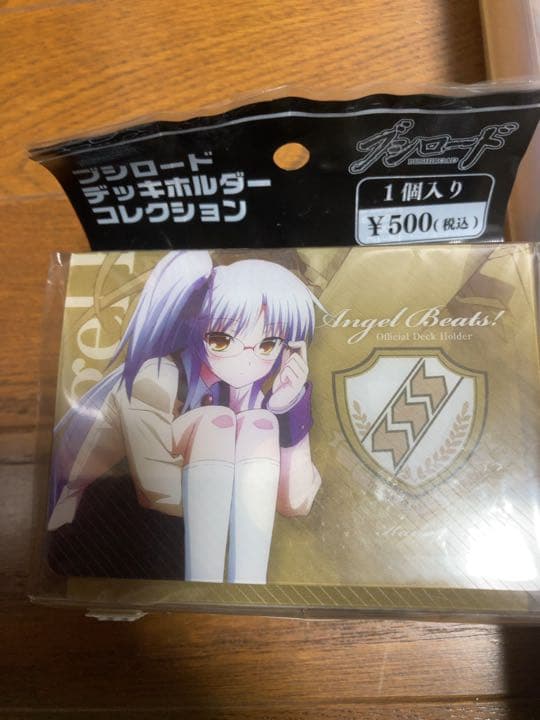 ブシロード
デッキホルダー
コレクション
ブシロード
BUSHIROAD
1個入り
¥500(税込)
Angel Beats!
Official Deck Holder